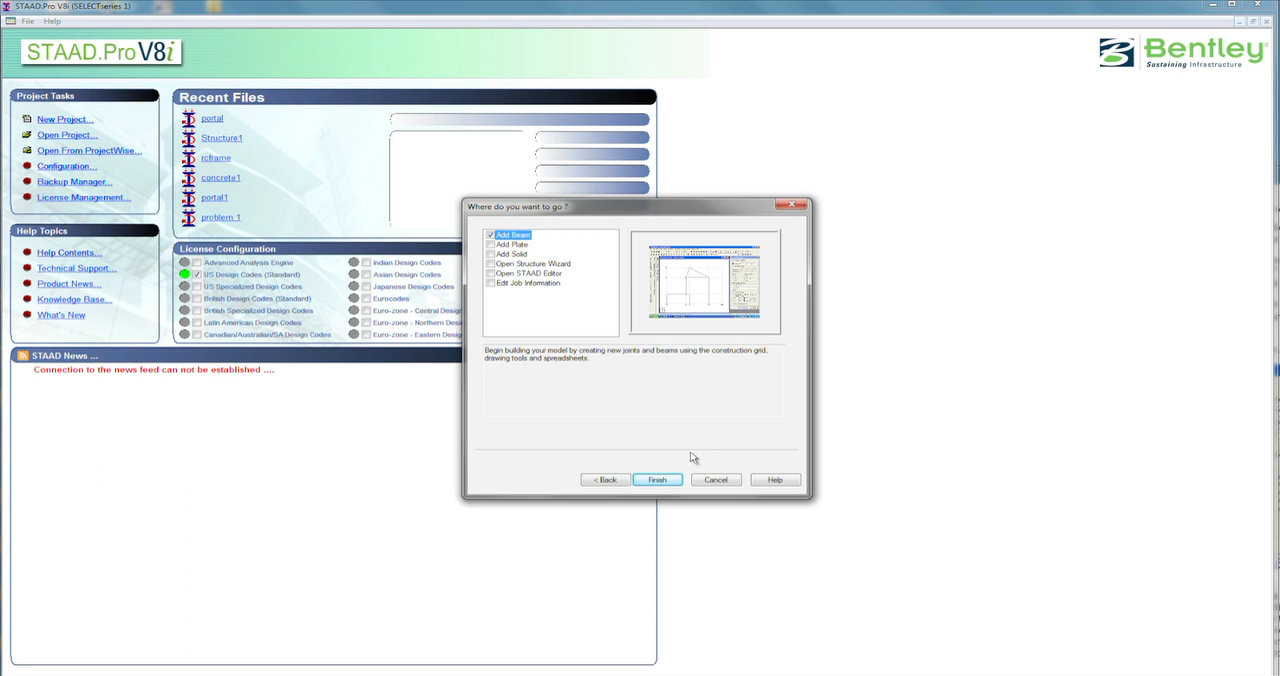 STAAD.Pro V8i (SELECTseries 1)
File Help
STAAD.Pro V8i
Bentley
Sustaining Infrastructure
Project Tasks
New Project...
Open Project...
Open From ProjectWise...
Configuration...
Backup Manager...
License Management...
Recent Files
portal
Structure1
rcframe
concrete1
portal1
problem 1
Help Topics
Help Contents...
Technical Support...
Product News...
Knowledge Base...
What's New
License Configuration
Advanced Analysis Engine
US Design Codes (Standard)
US Specialized Design Codes
British Design Codes (Standard)
British Specialized Design Codes
Latin American Design Codes
Canadian/Australian/SA Design Codes
Indian Design Codes
Asian Design Codes
Japanese Design Codes
Eurocodes
Euro-zone - Central Design
Euro-zone - Northern Desi
Euro-zone - Eastern Desig
STAAD News ...
Connection to the news feed can not be established ....
Where do you want to go ?
Add Beam
Add Plate
Add Solid
Open Structure Wizard
Open STAAD Editor
Edit Job Information
Begin building your model by creating new joints and beams using the construction grid,
drawing tools and spreadsheets.
< Back Finish Cancel Help